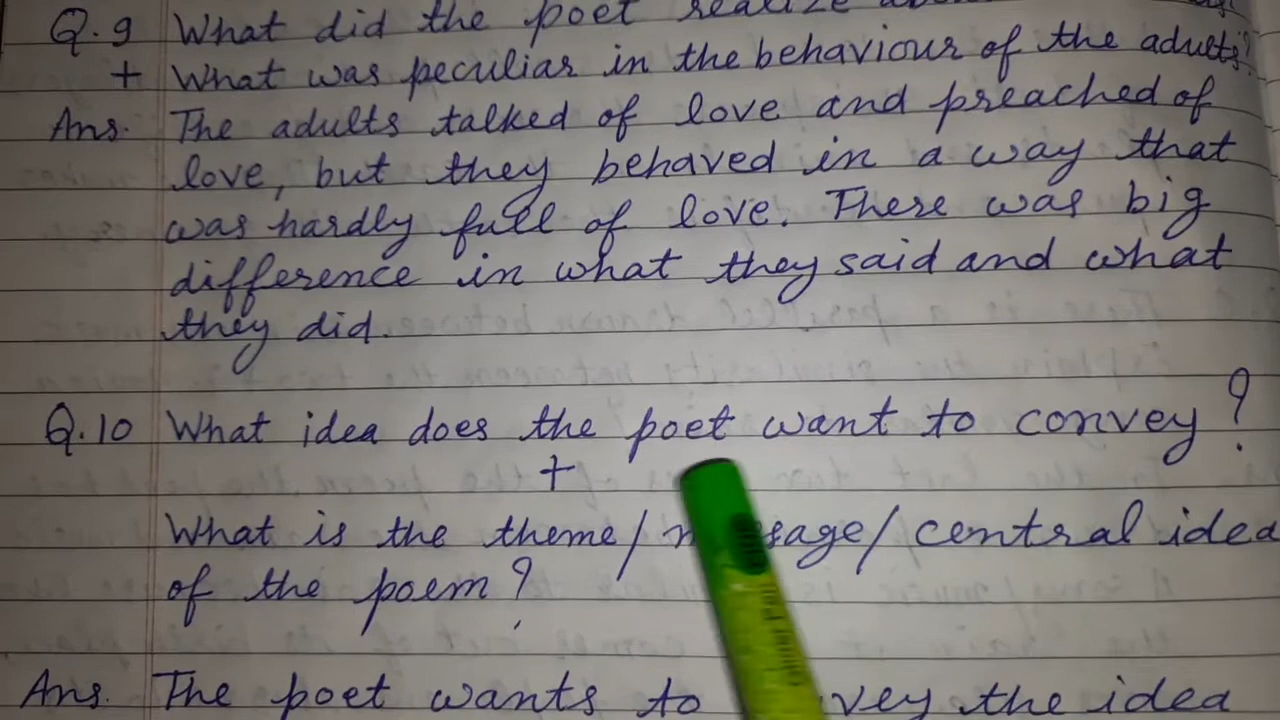 Q.9 What did the poet realize
+ What was peculiar in the behaviour of the adults?
Ans. The adults talked of love and preached of
love, but they behaved in a way that
was hardly full of love. There was big
difference in what they said and what
they did.
Q.10 What idea does the poet want to convey?
+
What is the theme/ /central idea
of the poem?
Ans. The poet wants to the idea